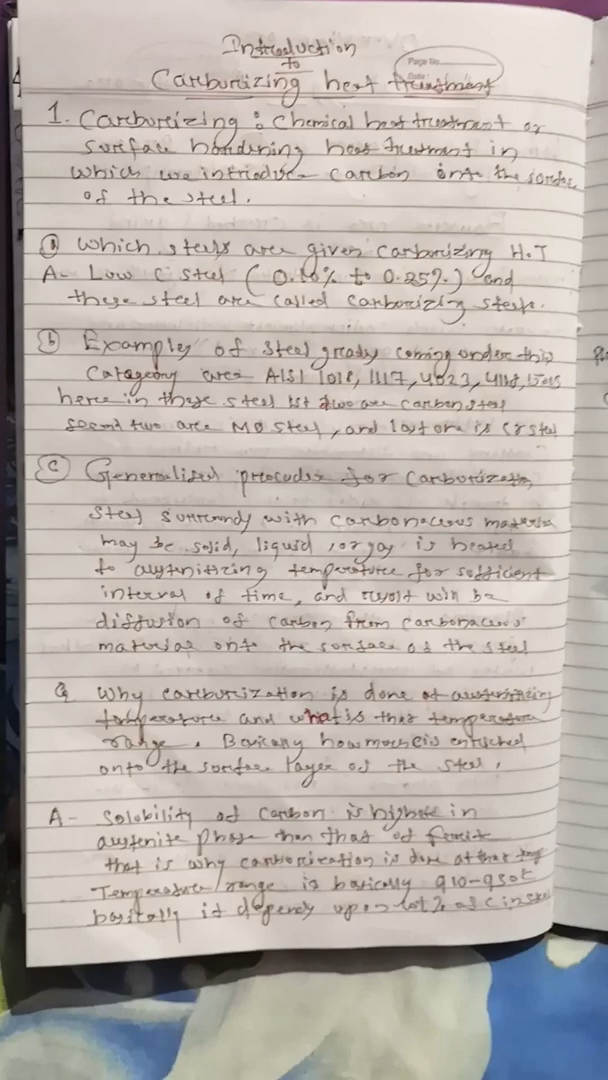 Introduction
to
Page No.
Carburizing heat treatment
1. Carburizing : Chemical heat treatment or
surface hardening heat treatment in
which we introduce carbon onto the surface
of the steel.
(a) Which steels are given carburizing H.T
A- Low C steel ( 0.10% to 0.25%.) and
these steel are called carburizing steels.
(b) Examples of steel grades coming under this
Catageory are AISI 1018, 1117, 4023, 4118, 5015
here in these steel 1st two are carbon steel
second two are Mo steel, and last one is Cr steel
(c) Generalised procuder for carburization
Steel surrounds with carbonaceous material
may be solid, liquid, or gas is heated
to austnitizing temperature for sufficient
interval of time, and result will be
diffusion of carbon from carbonaceous
material onto the surface of the steel
Q Why carburization is done at austenitizing
temperature and what is that temperature
range. Basically how much C is enriched
onto the surface layer of the steel.
A- Solubility of carbon is highest in
austenite phase than that of ferrite
that is why carburization is done at that
Temperature range is basically 910-950
basically it depends upon wt% of C in steel